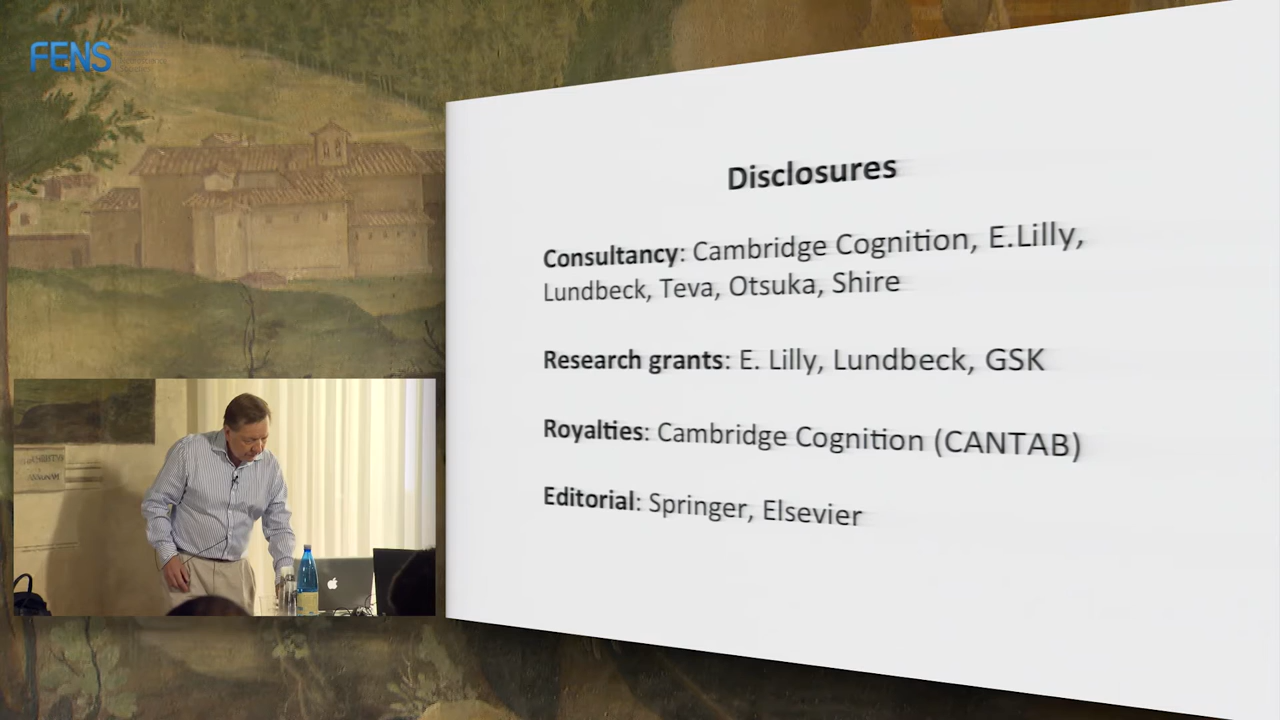 FENS
Disclosures
Consultancy: Cambridge Cognition, E.Lilly,
Lundbeck, Teva, Otsuka, Shire
Research grants: E. Lilly, Lundbeck, GSK
Royalties: Cambridge Cognition (CANTAB)
Editorial: Springer, Elsevier